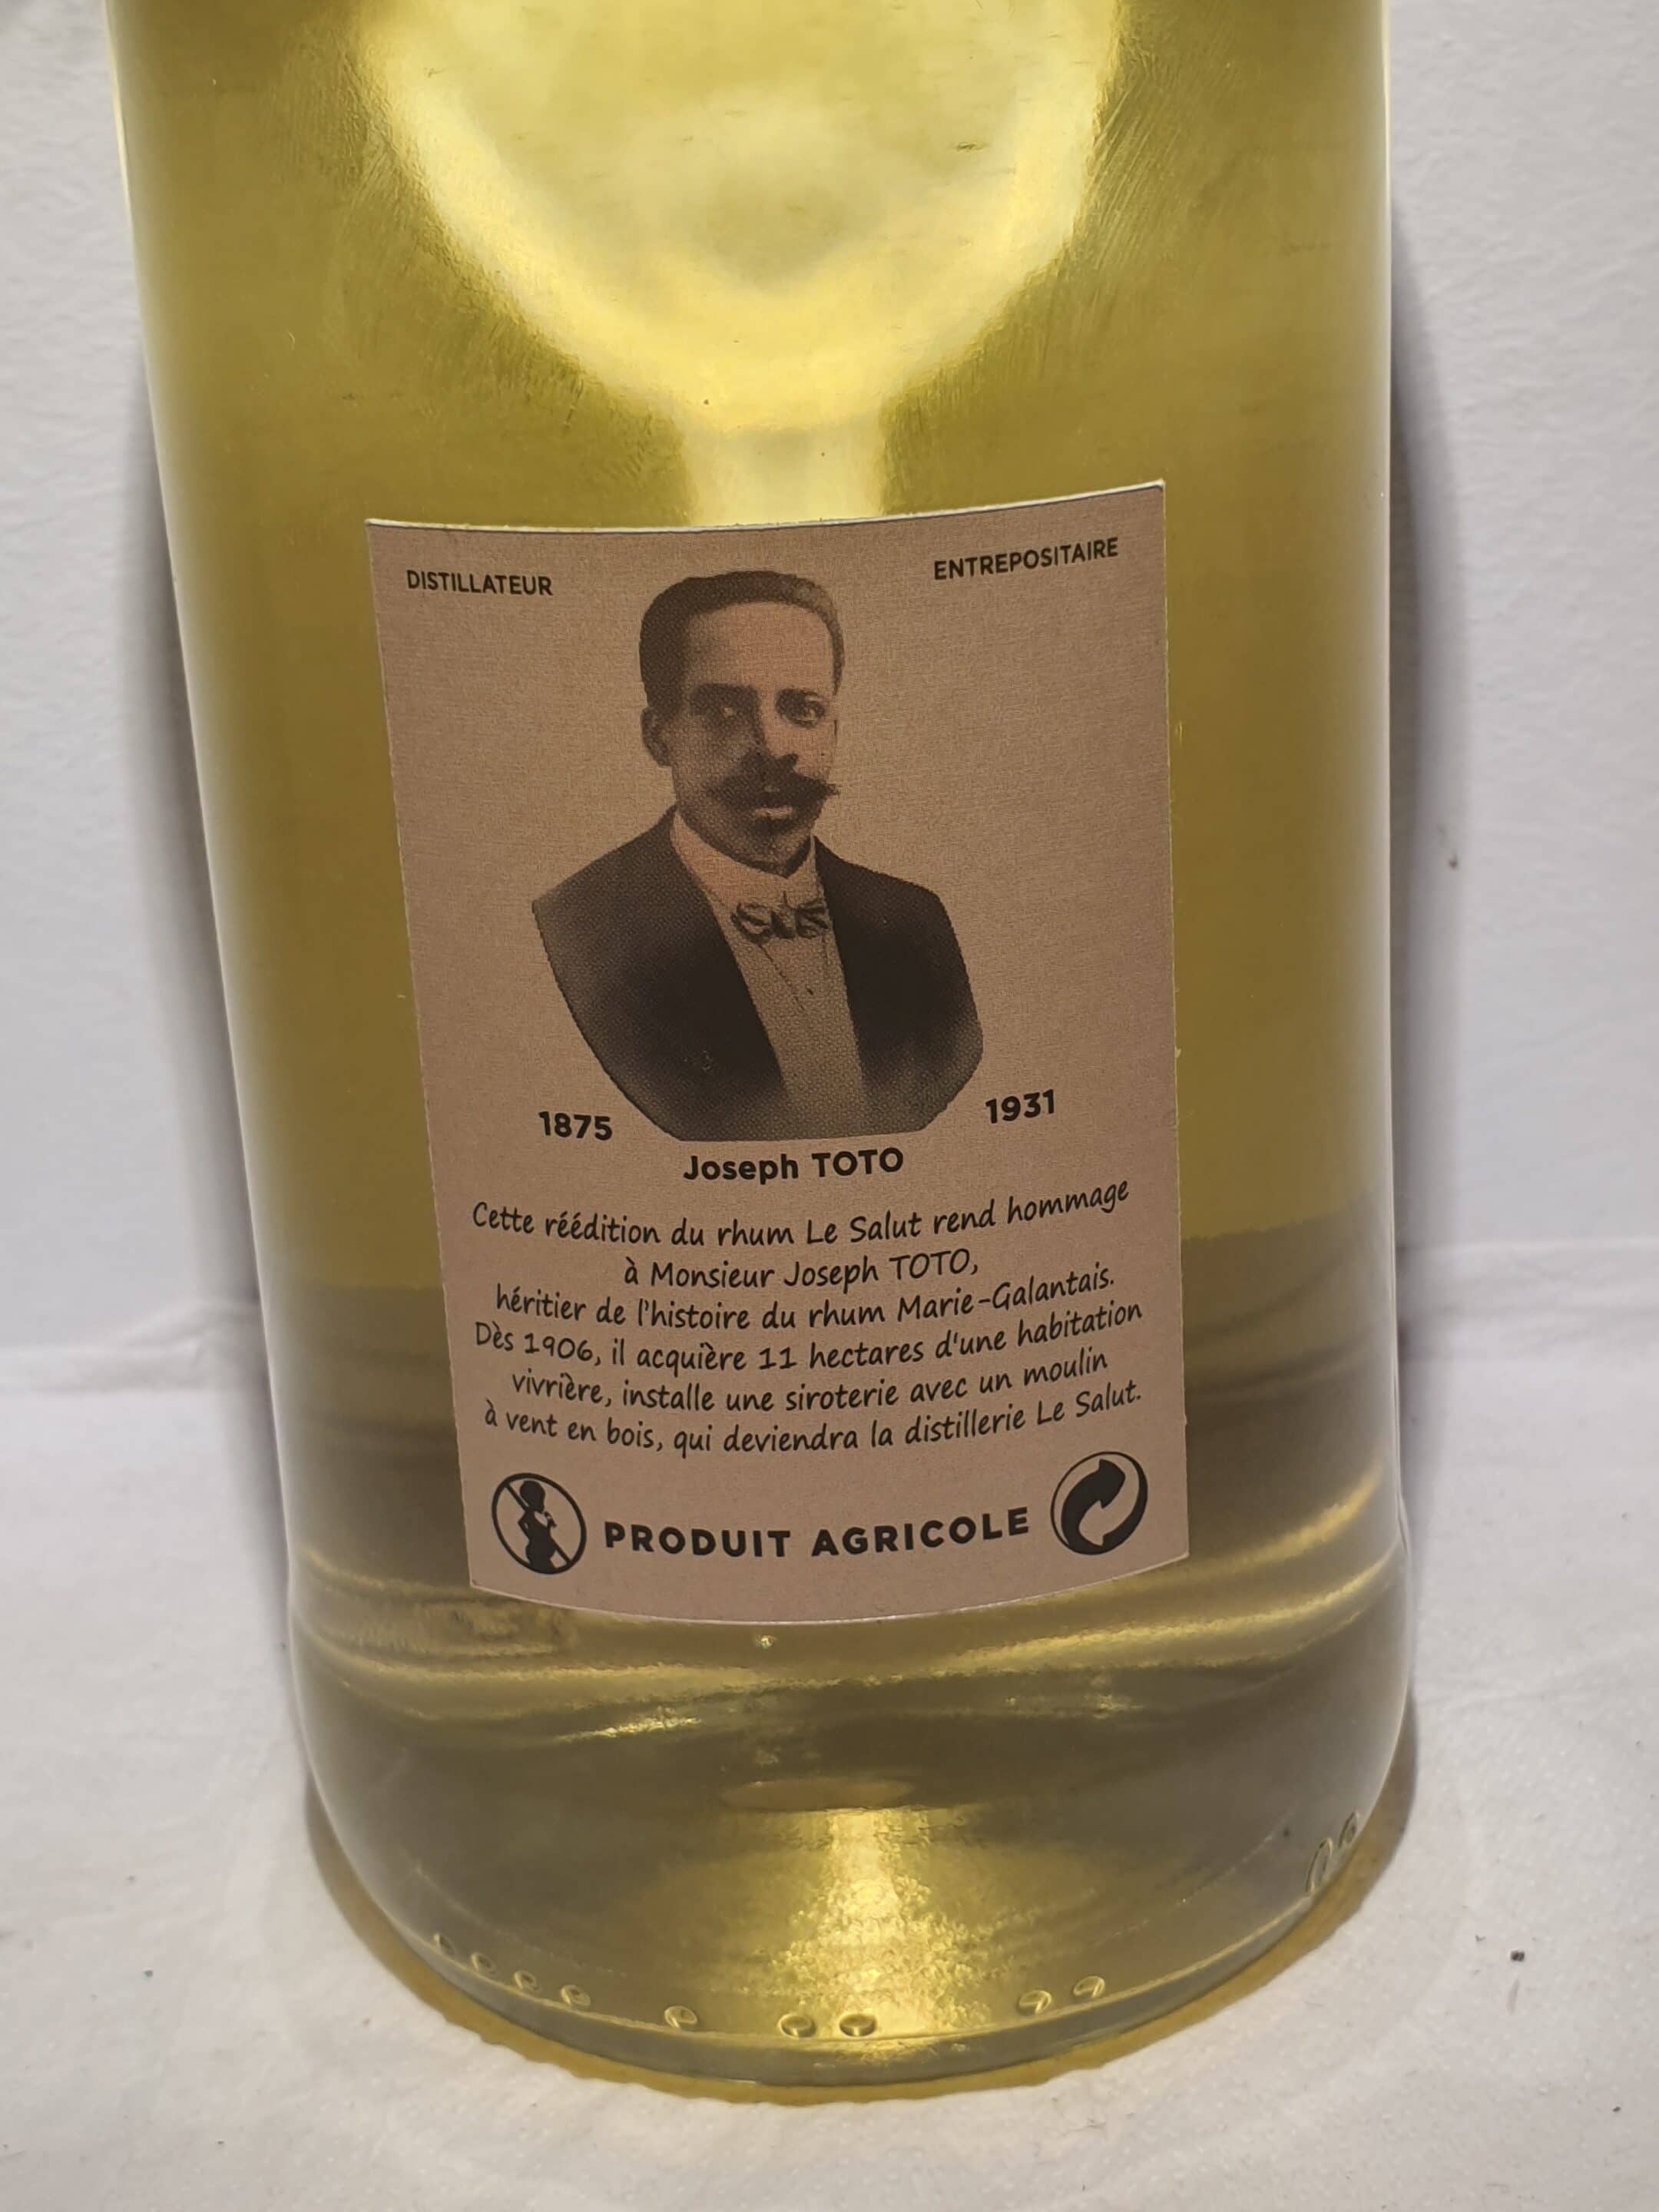 DISTILLATEUR
ENTREPOSITAIRE
1875
1931
Joseph TOTO
Cette réédition du rhum Le Salut rend hommage
à Monsieur Joseph TOTO,
héritier de l'histoire du rhum Marie-Galantais.
Dès 1906, il acquière 11 hectares d'une habitation
vivrière, installe une siroterie avec un moulin
à vent en bois, qui deviendra la distillerie Le Salut.
PRODUIT AGRICOLE